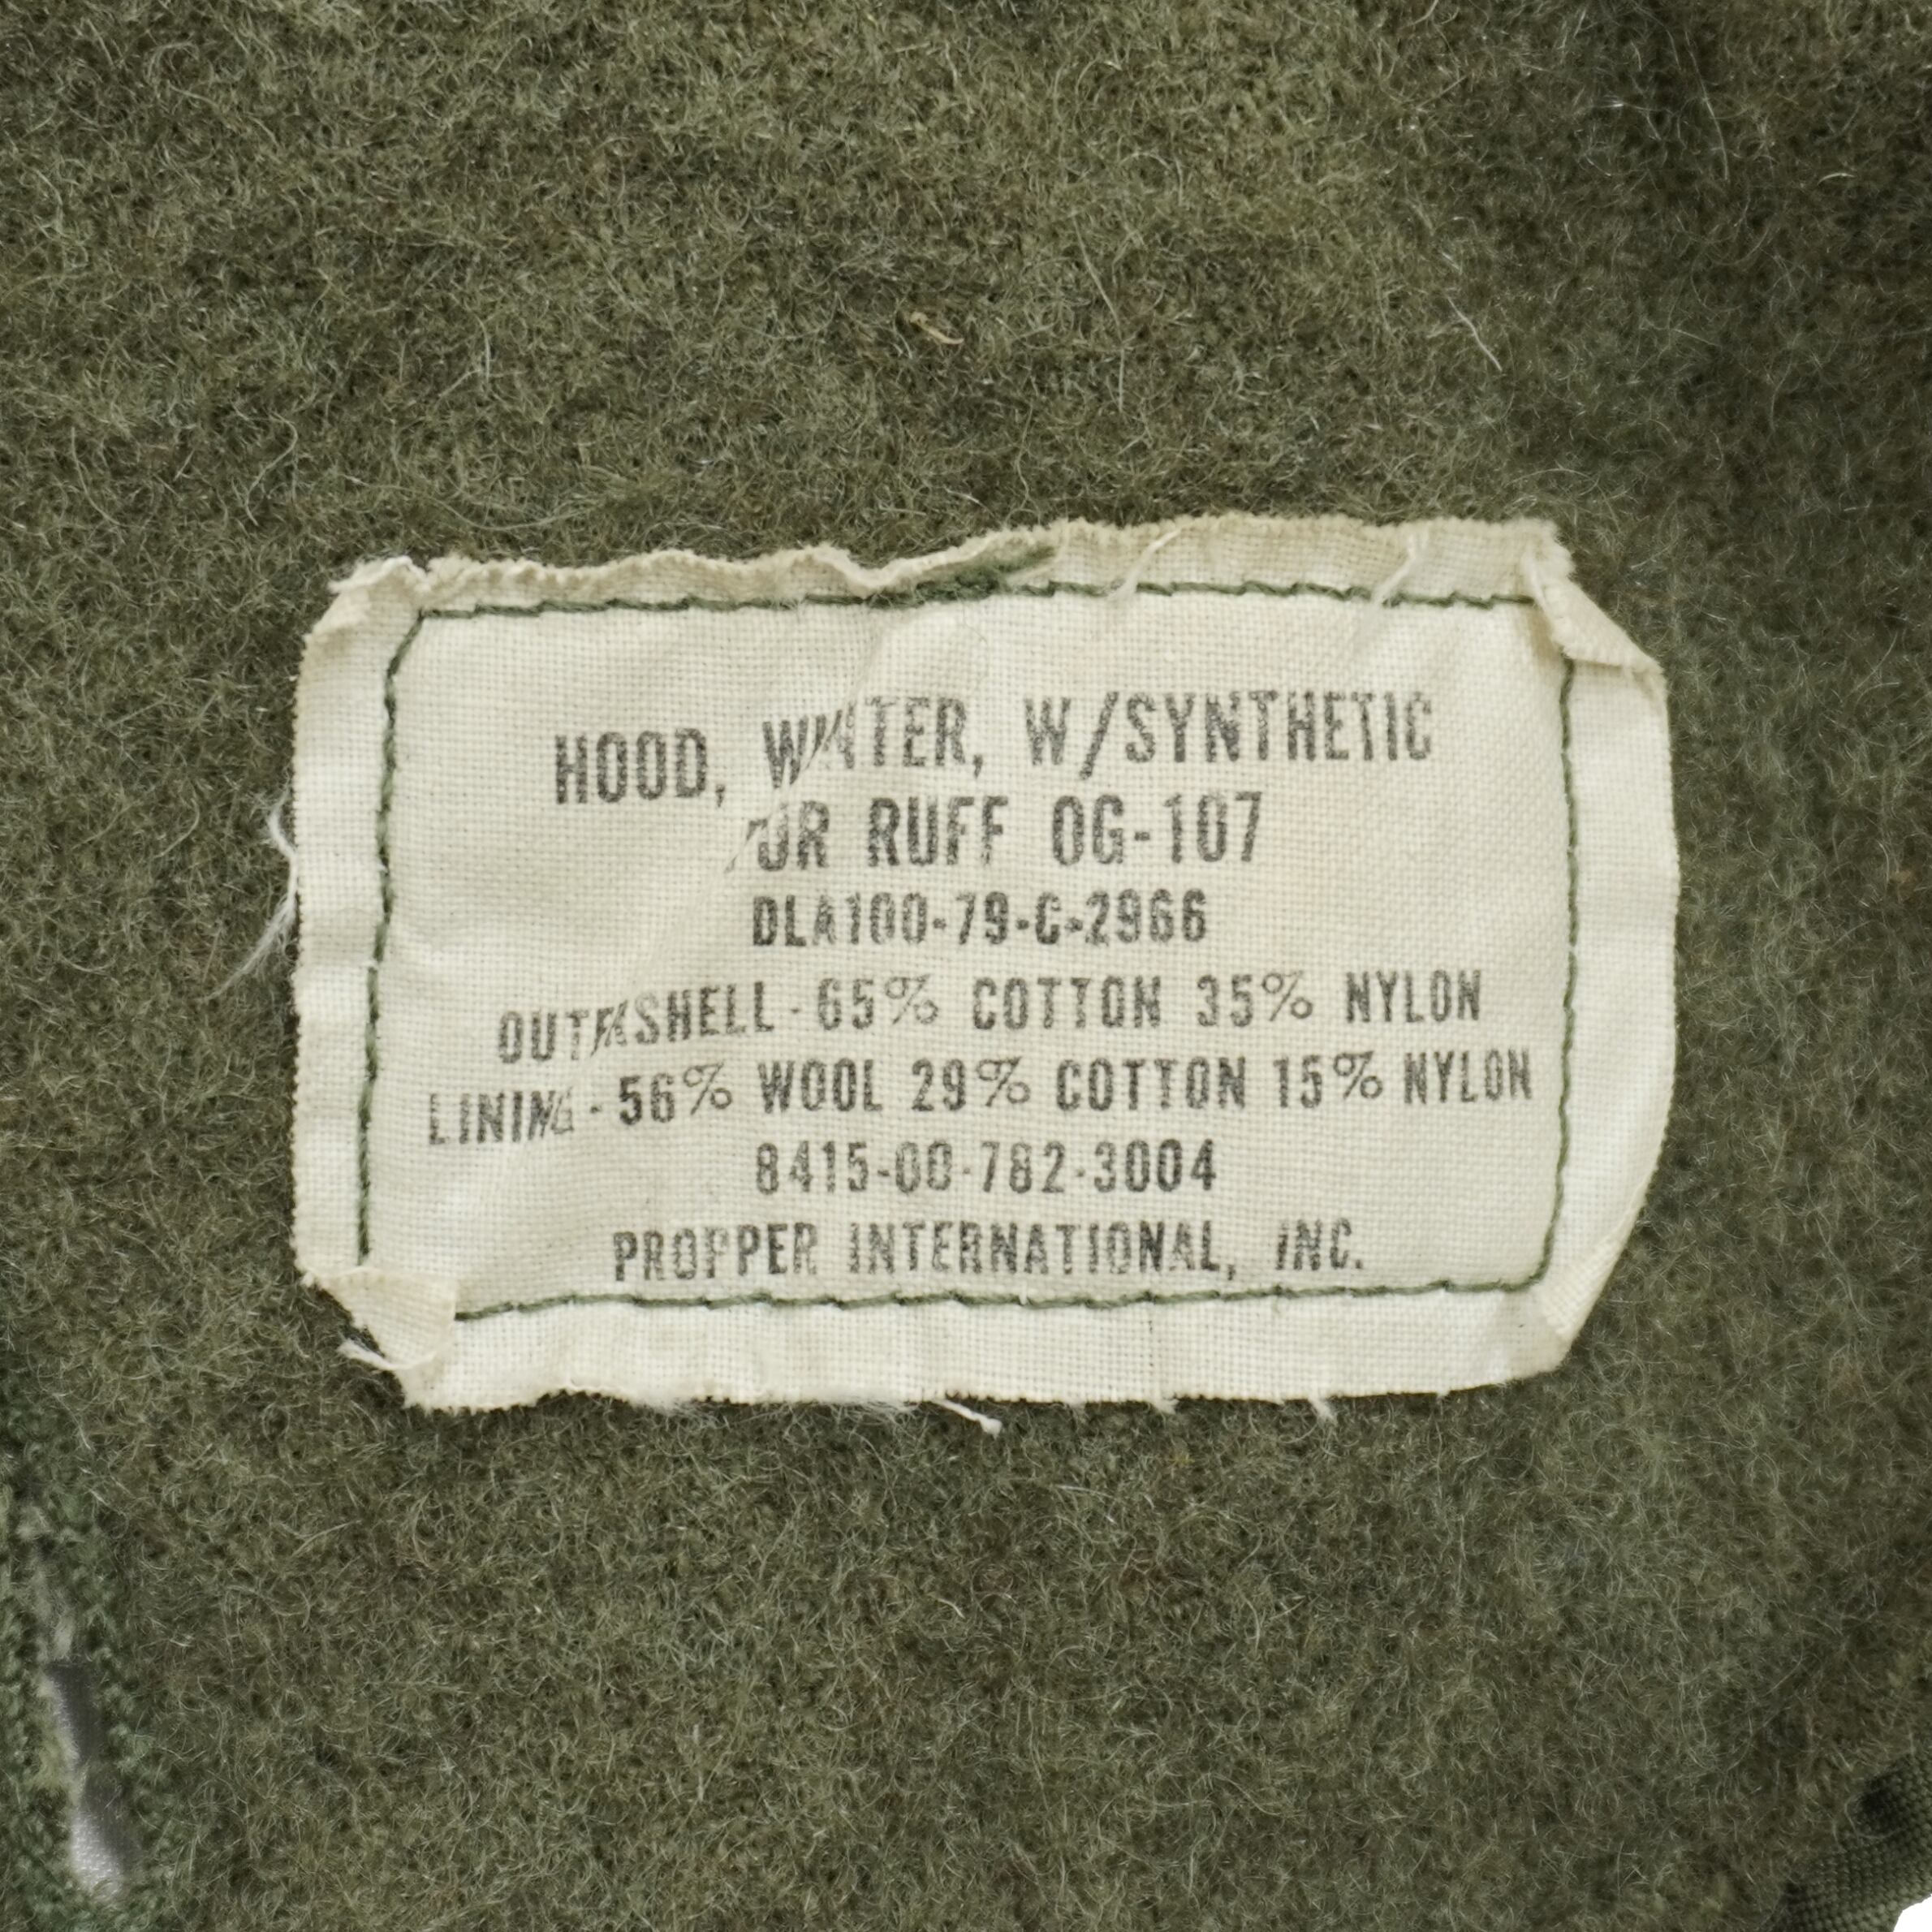 HOOD, WINTER, W/SYNTHETIC
FUR RUFF OG-107
DLA100-79-C-2966
OUTERSHELL-65% COTTON 35% NYLON
LINING-56% WOOL 29% COTTON 15% NYLON
8415-00-782-3004
PROPPER INTERNATIONAL, INC.